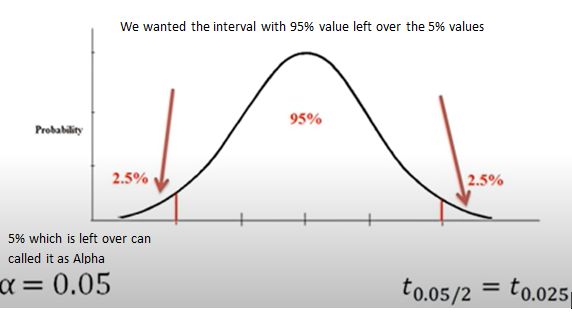 We wanted the interval with 95% value left over the 5% values
95%
Probability
2.5%
2.5%
5% which is left over can
called it as Alpha
α = 0.05
t0.05/2 = t0.025